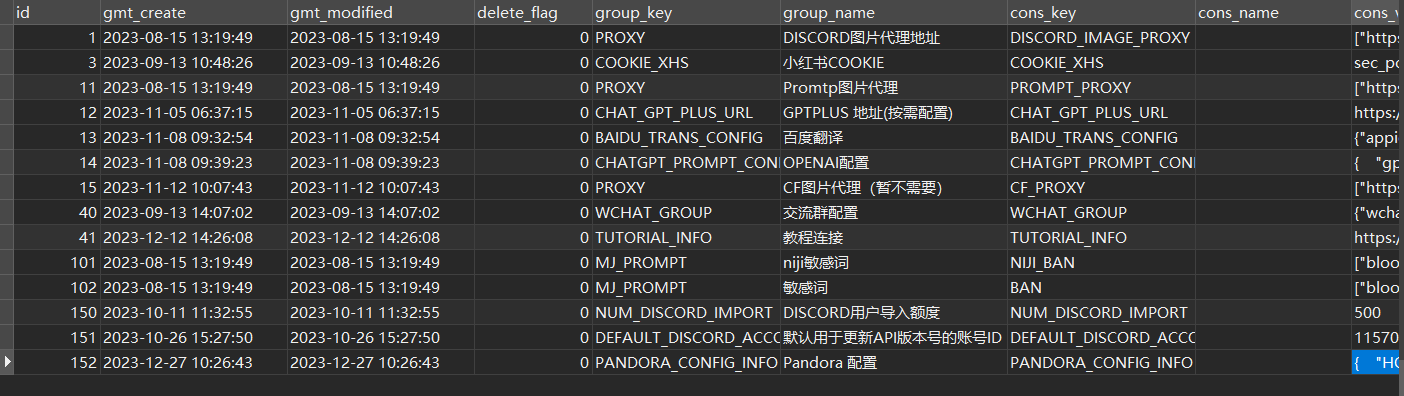 id gmt_create gmt_modified delete_flag group_key group_name cons_key cons_name cons_v
1 2023-08-15 13:19:49 2023-08-15 13:19:49 0 PROXY DISCORD图片代理地址 DISCORD_IMAGE_PROXY ["https
3 2023-09-13 10:48:26 2023-09-13 10:48:26 0 COOKIE_XHS 小红书COOKIE COOKIE_XHS sec_po
11 2023-08-15 13:19:49 2023-08-15 13:19:49 0 PROXY Promtp图片代理 PROMPT_PROXY ["https
12 2023-11-05 06:37:15 2023-11-05 06:37:15 0 CHAT_GPT_PLUS_URL GPTPLUS 地址(按需配置) CHAT_GPT_PLUS_URL https:/
13 2023-11-08 09:32:54 2023-11-08 09:32:54 0 BAIDU_TRANS_CONFIG 百度翻译 BAIDU_TRANS_CONFIG {"appi
14 2023-11-08 09:39:23 2023-11-08 09:39:23 0 CHATGPT_PROMPT_CON OPENAI配置 CHATGPT_PROMPT_CON { "gp
15 2023-11-12 10:07:43 2023-11-12 10:07:43 0 PROXY CF图片代理（暂不需要） CF_PROXY ["https
40 2023-09-13 14:07:02 2023-09-13 14:07:02 0 WCHAT_GROUP 交流群配置 WCHAT_GROUP {"wcha
41 2023-12-12 14:26:08 2023-12-12 14:26:08 0 TUTORIAL_INFO 教程连接 TUTORIAL_INFO https:/
101 2023-08-15 13:19:49 2023-08-15 13:19:49 0 MJ_PROMPT niji敏感词 NIJI_BAN ["bloo
102 2023-08-15 13:19:49 2023-08-15 13:19:49 0 MJ_PROMPT 敏感词 BAN ["bloo
150 2023-10-11 11:32:55 2023-10-11 11:32:55 0 NUM_DISCORD_IMPORT DISCORD用户导入额度 NUM_DISCORD_IMPORT 500
151 2023-10-26 15:27:50 2023-10-26 15:27:50 0 DEFAULT_DISCORD_ACCO 默认用于更新API版本号的账号ID DEFAULT_DISCORD_ACCO 11570
152 2023-12-27 10:26:43 2023-12-27 10:26:43 0 PANDORA_CONFIG_INFO Pandora 配置 PANDORA_CONFIG_INFO { "HO